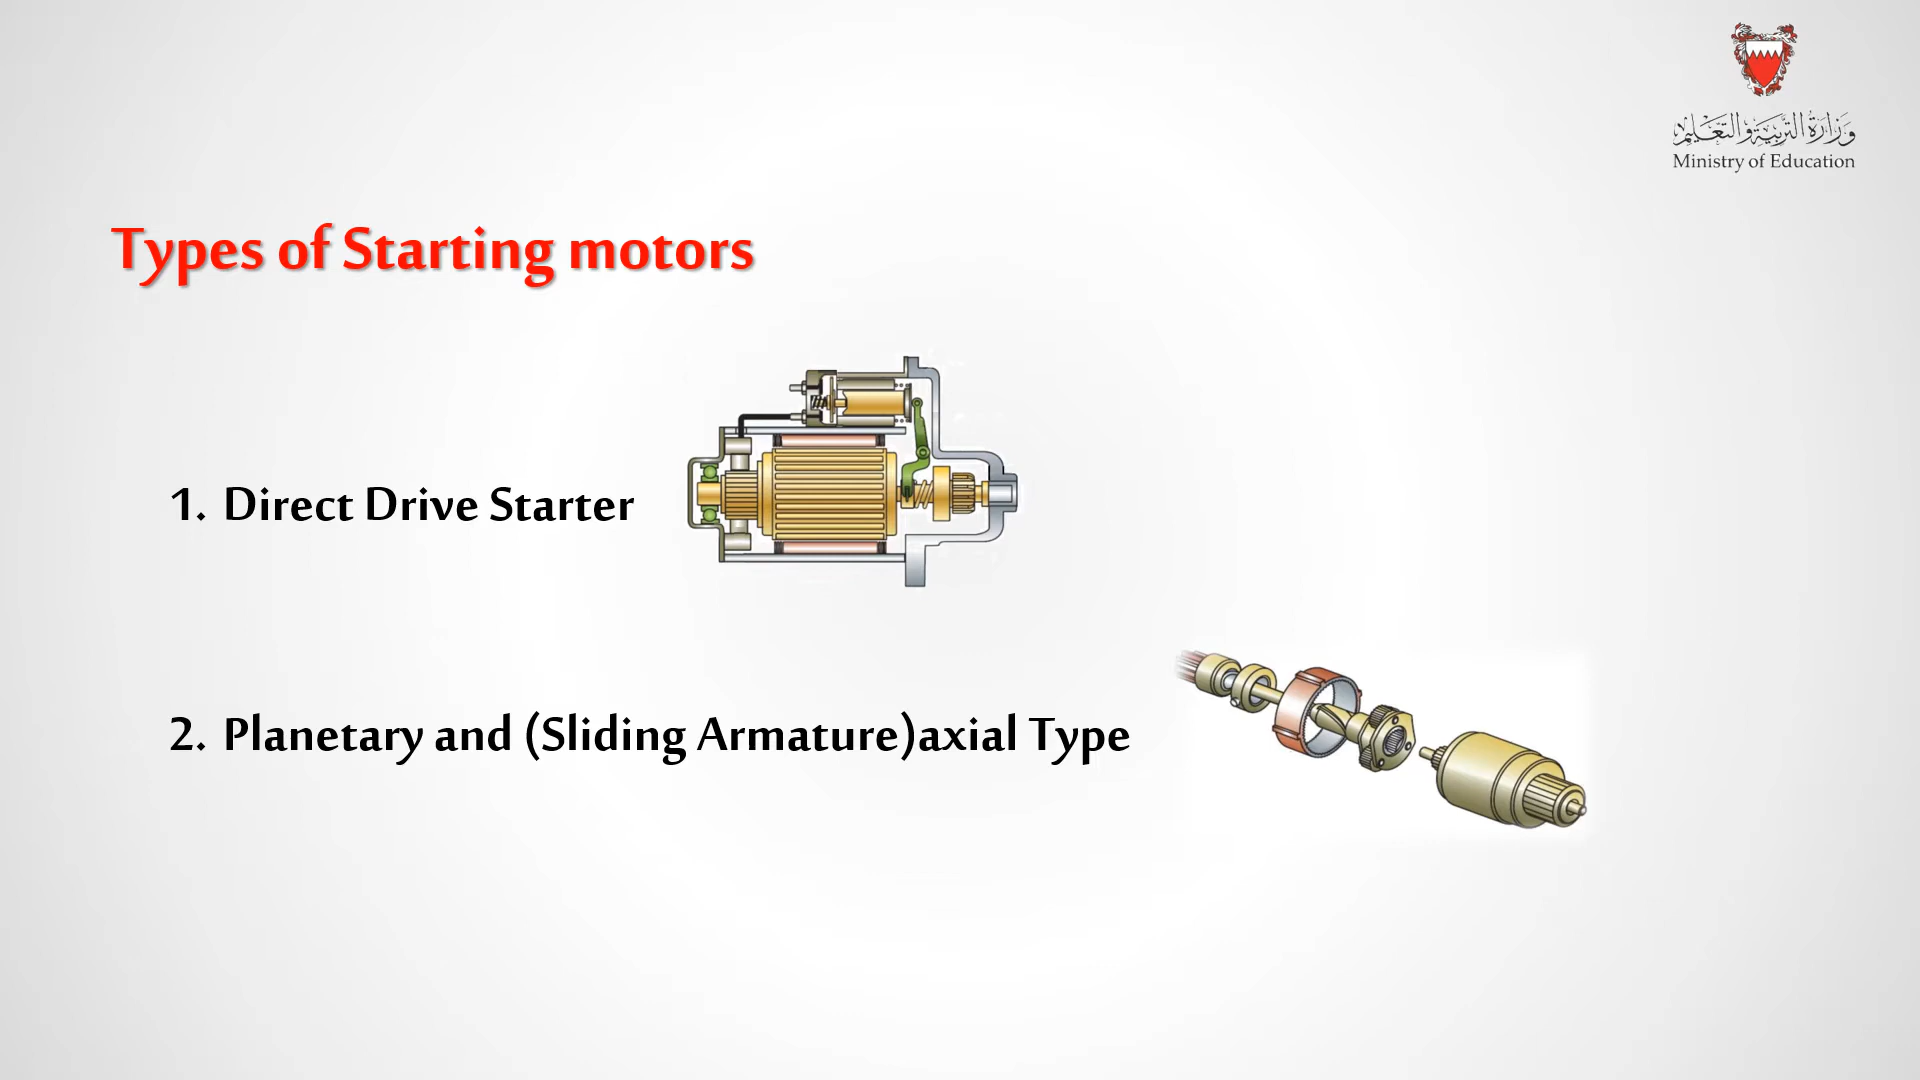 وزارة التربية والتعليم
Ministry of Education
Types of Starting motors
1. Direct Drive Starter
2. Planetary and (Sliding Armature)axial Type